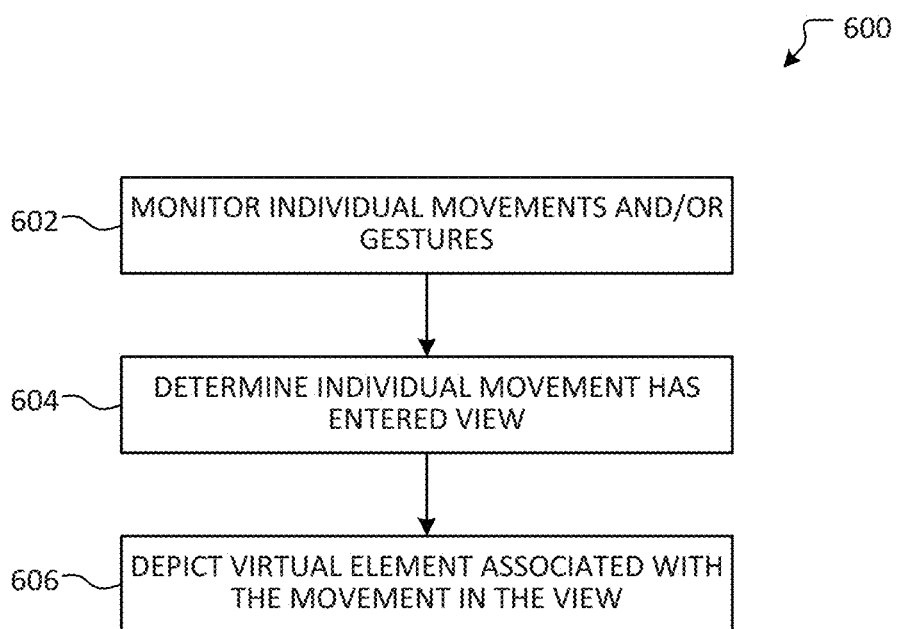 600
602
MONITOR INDIVIDUAL MOVEMENTS AND/OR
GESTURES
604
DETERMINE INDIVIDUAL MOVEMENT HAS
ENTERED VIEW
606
DEPICT VIRTUAL ELEMENT ASSOCIATED WITH
THE MOVEMENT IN THE VIEW